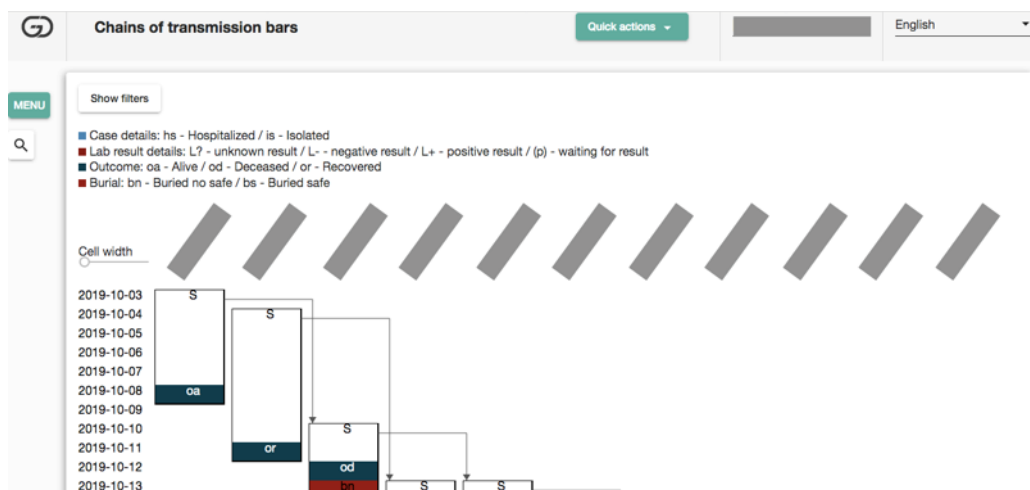 Chains of transmission bars
Quick actions
English
MENU
Show filters
Case details: hs - Hospitalized / is - Isolated
Lab result details: L? - unknown result / L- - negative result / L+ - positive result / (p) - waiting for result
Outcome: oa - Alive / od - Deceased / or - Recovered
Burial: bn - Buried no safe / bs - Buried safe
Cell width
2019-10-03 S
2019-10-04 S
2019-10-05
2019-10-06
2019-10-07
2019-10-08 oa
2019-10-09
2019-10-10 S
2019-10-11 or
2019-10-12 od
2019-10-13 bn S S